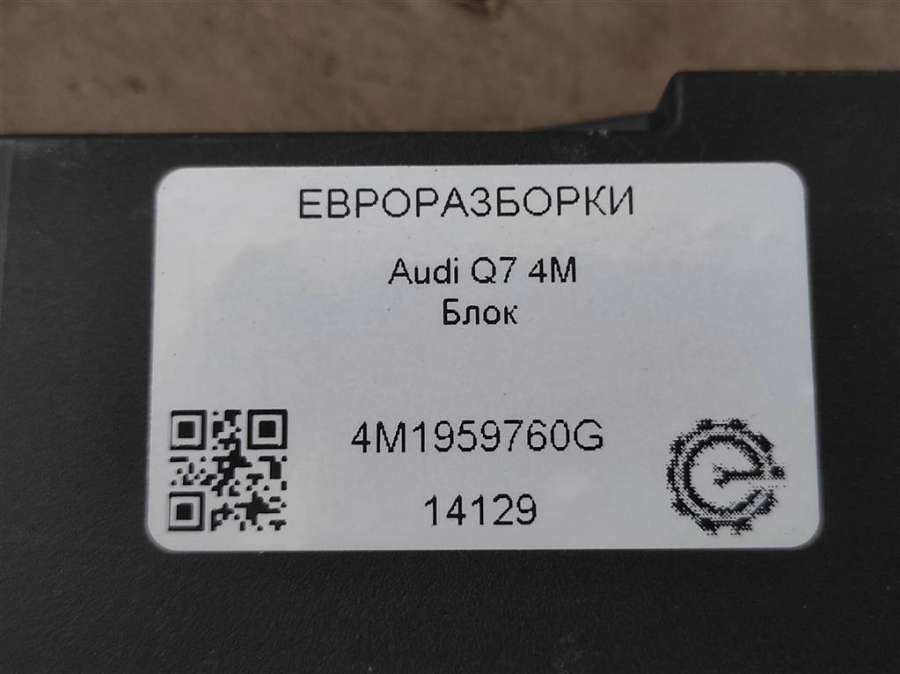 ЕВРОРАЗБОРКИ
Audi Q7 4M
Блок
4M1959760G
14129